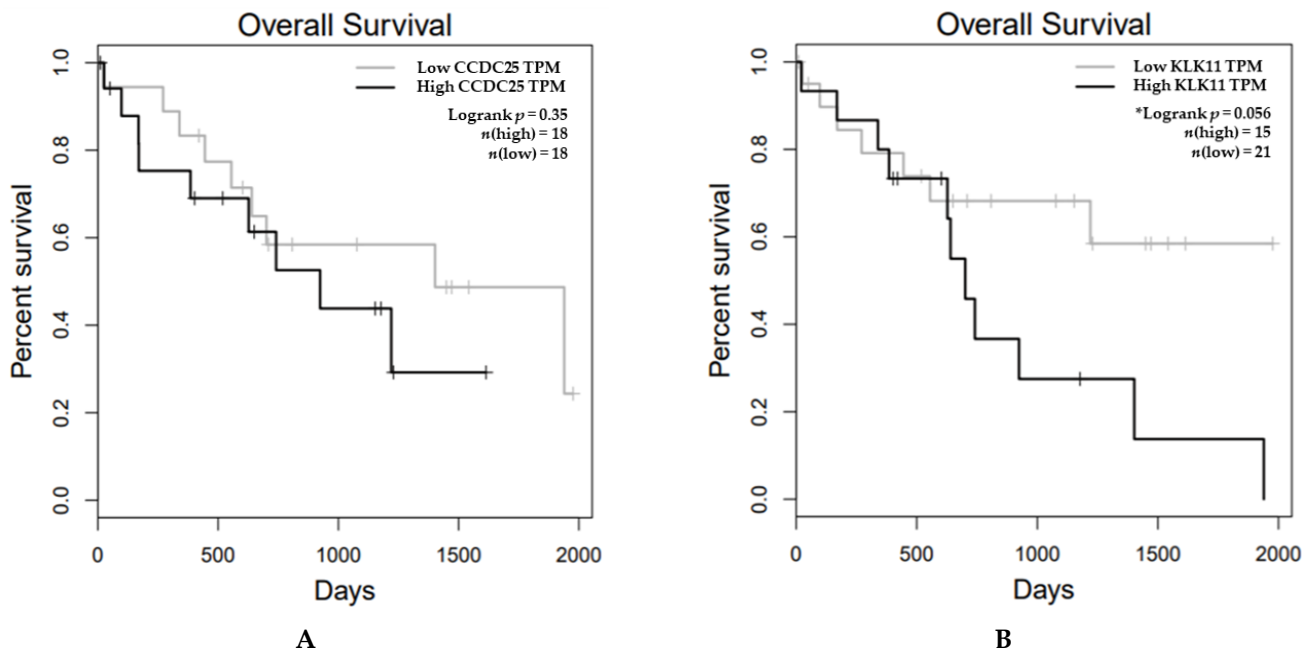 Overall Survival
Low CCDC25 TPM
High CCDC25 TPM
Logrank p = 0.35
n(high) = 18
n(low) = 18
Percent survival
1.0
0.8
0.6
0.4
0.2
0.0
0 500 1000 1500 2000
Days
A
Overall Survival
Low KLK11 TPM
High KLK11 TPM
*Logrank p = 0.056
n(high) = 15
n(low) = 21
Percent survival
1.0
0.8
0.6
0.4
0.2
0.0
0 500 1000 1500 2000
Days
B